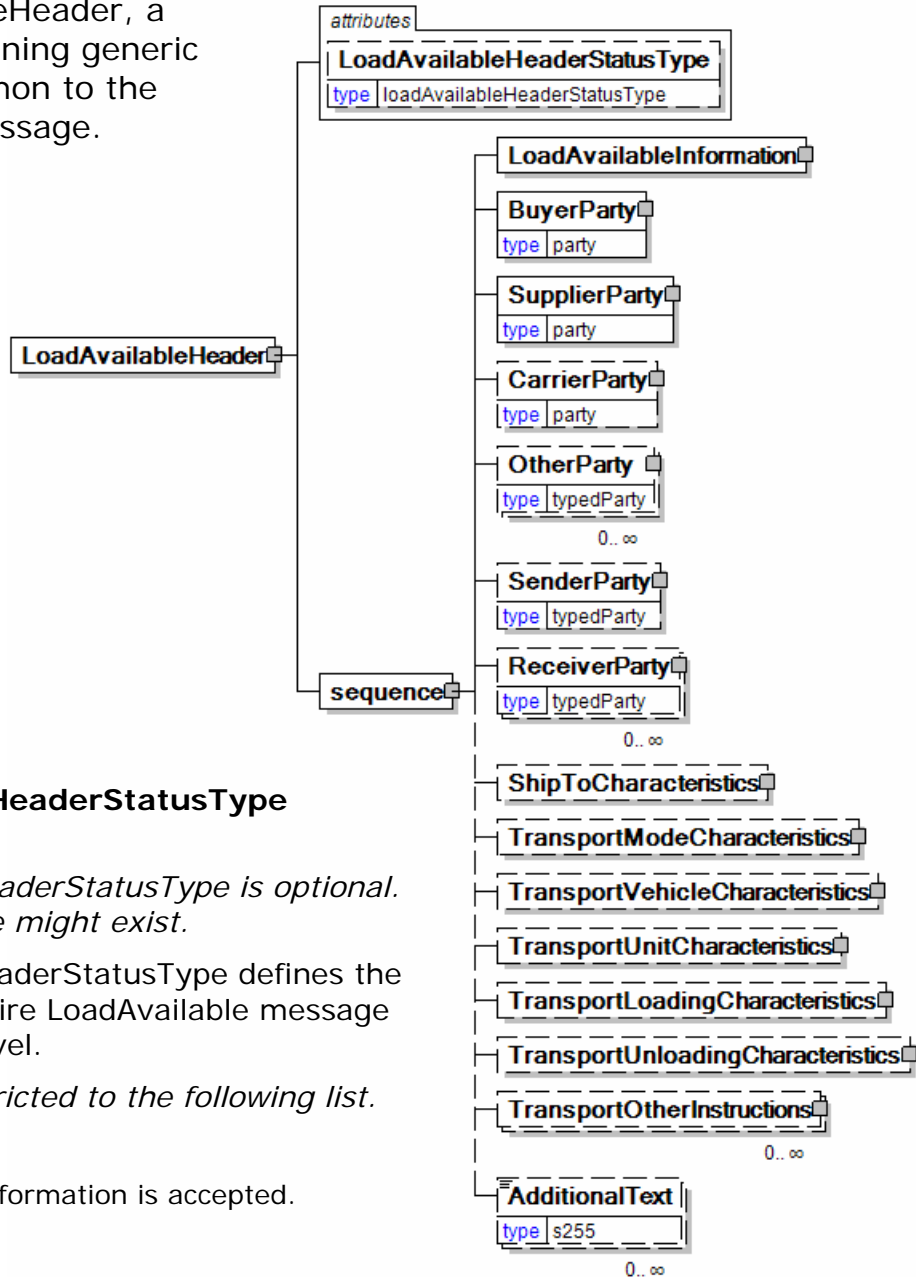 eHeader, a
ning generic
non to the
ssage.
attributes
LoadAvailableHeaderStatusType
type loadAvailableHeaderStatusType
LoadAvailableInformation
BuyerParty
type party
SupplierParty
type party
LoadAvailableHeader
CarrierParty
type party
OtherParty
type typedParty
0.. ∞
SenderParty
type typedParty
sequence
ReceiverParty
type typedParty
0.. ∞
ShipToCharacteristics
HeaderStatusType
TransportModeCharacteristics
aderStatusType is optional.
e might exist.
TransportVehicleCharacteristics
TransportUnitCharacteristics
eaderStatusType defines the
ire LoadAvailable message
vel.
TransportLoadingCharacteristics
TransportUnloadingCharacteristics
ricted to the following list.
TransportOtherInstructions
0.. ∞
formation is accepted.
AdditionalText
type s255
0.. ∞